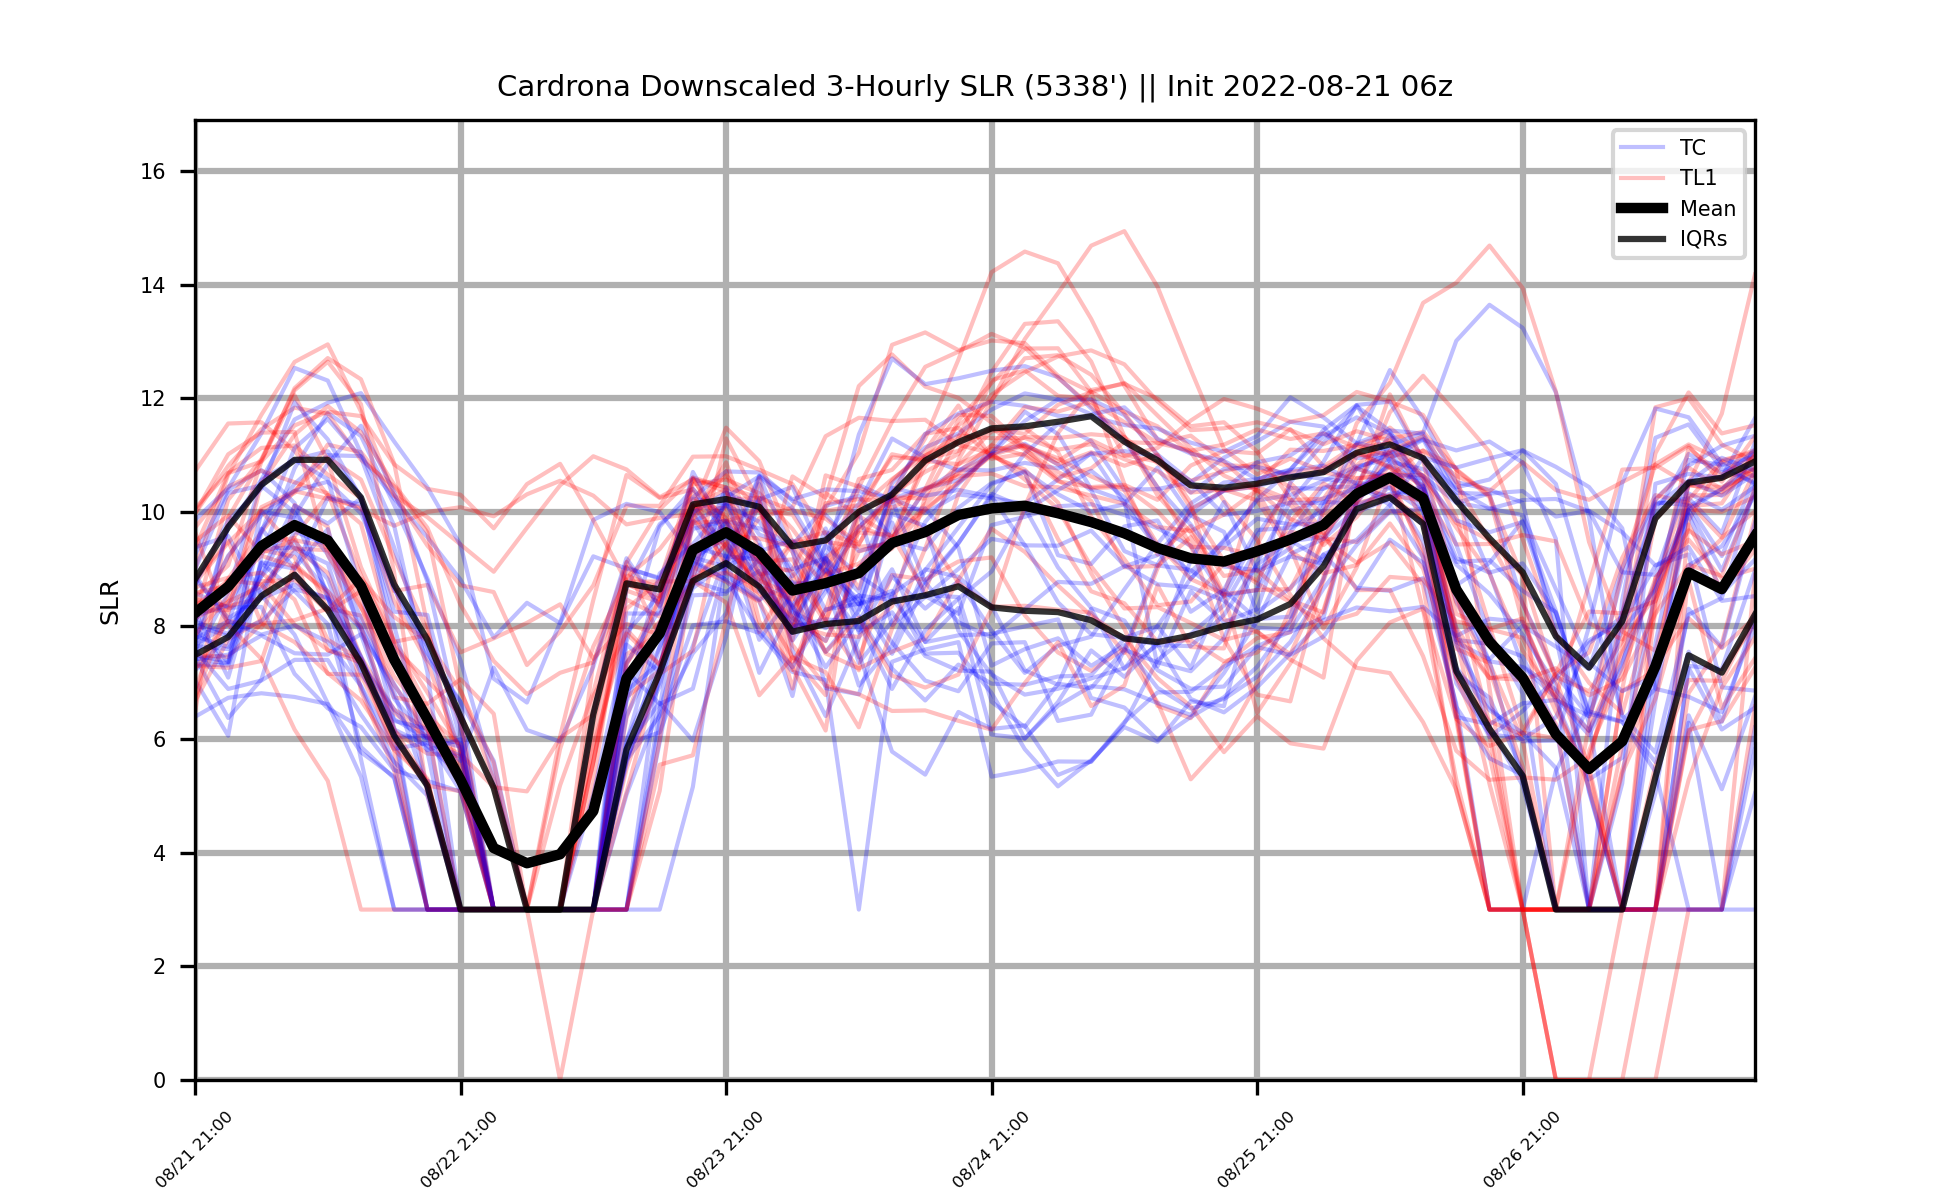 Cardrona Downscaled 3-Hourly SLR (5338') || Init 2022-08-21 06z
TC
TL1
Mean
IQRs
SLR
16
14
12
10
8
6
4
2
0
08/21 21:00
08/22 21:00
08/23 21:00
08/24 21:00
08/25 21:00
08/26 21:00